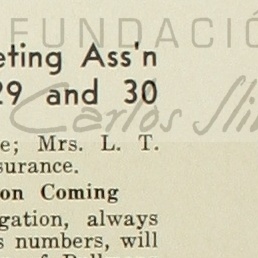 FUNDACIÓ
eting Ass'n
29 and 30
Carlos Slim
e; Mrs. L. T.
surance.
on Coming
gation, always
s numbers, will